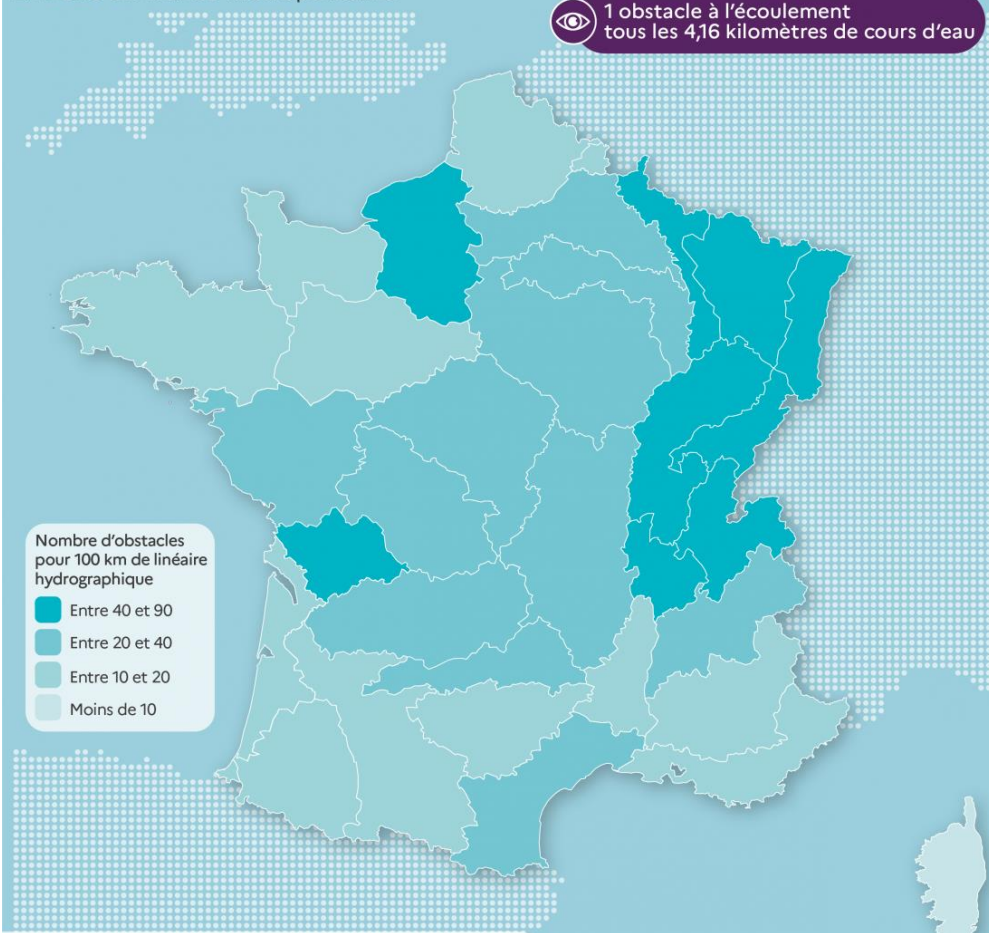 1 obstacle à l'écoulement
tous les 4,16 kilomètres de cours d'eau
Nombre d'obstacles
pour 100 km de linéaire
hydrographique
Entre 40 et 90
Entre 20 et 40
Entre 10 et 20
Moins de 10